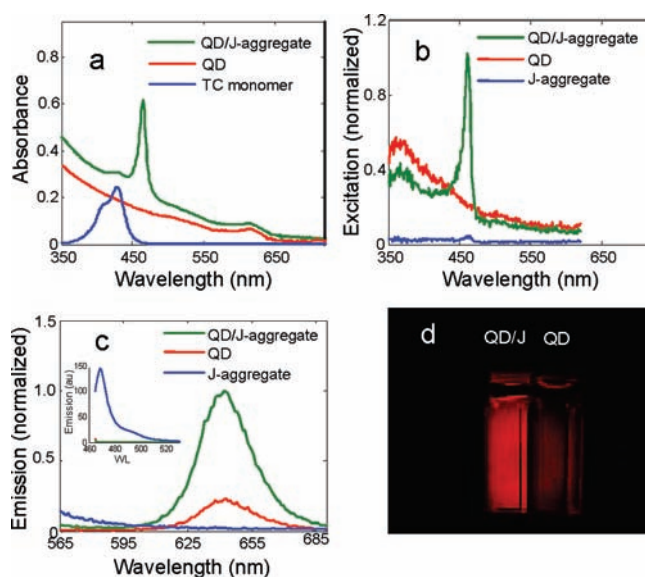 a
QD/J-aggregate
QD
TC monomer
Absorbance
0.8
0.6
0.4
0.2
0
350 450 550 650
Wavelength (nm)
b
QD/J-aggregate
QD
J-aggregate
Excitation (normalized)
1.2
0.8
0.4
0
350 450 550 650
Wavelength (nm)
c
QD/J-aggregate
QD
J-aggregate
Emission (normalized)
1.5
1.0
0.5
0
565 595 625 655 685
Wavelength (nm)
Emission (au)
150
100
50
0
460 480 500 520
WL
d
QD/J QD